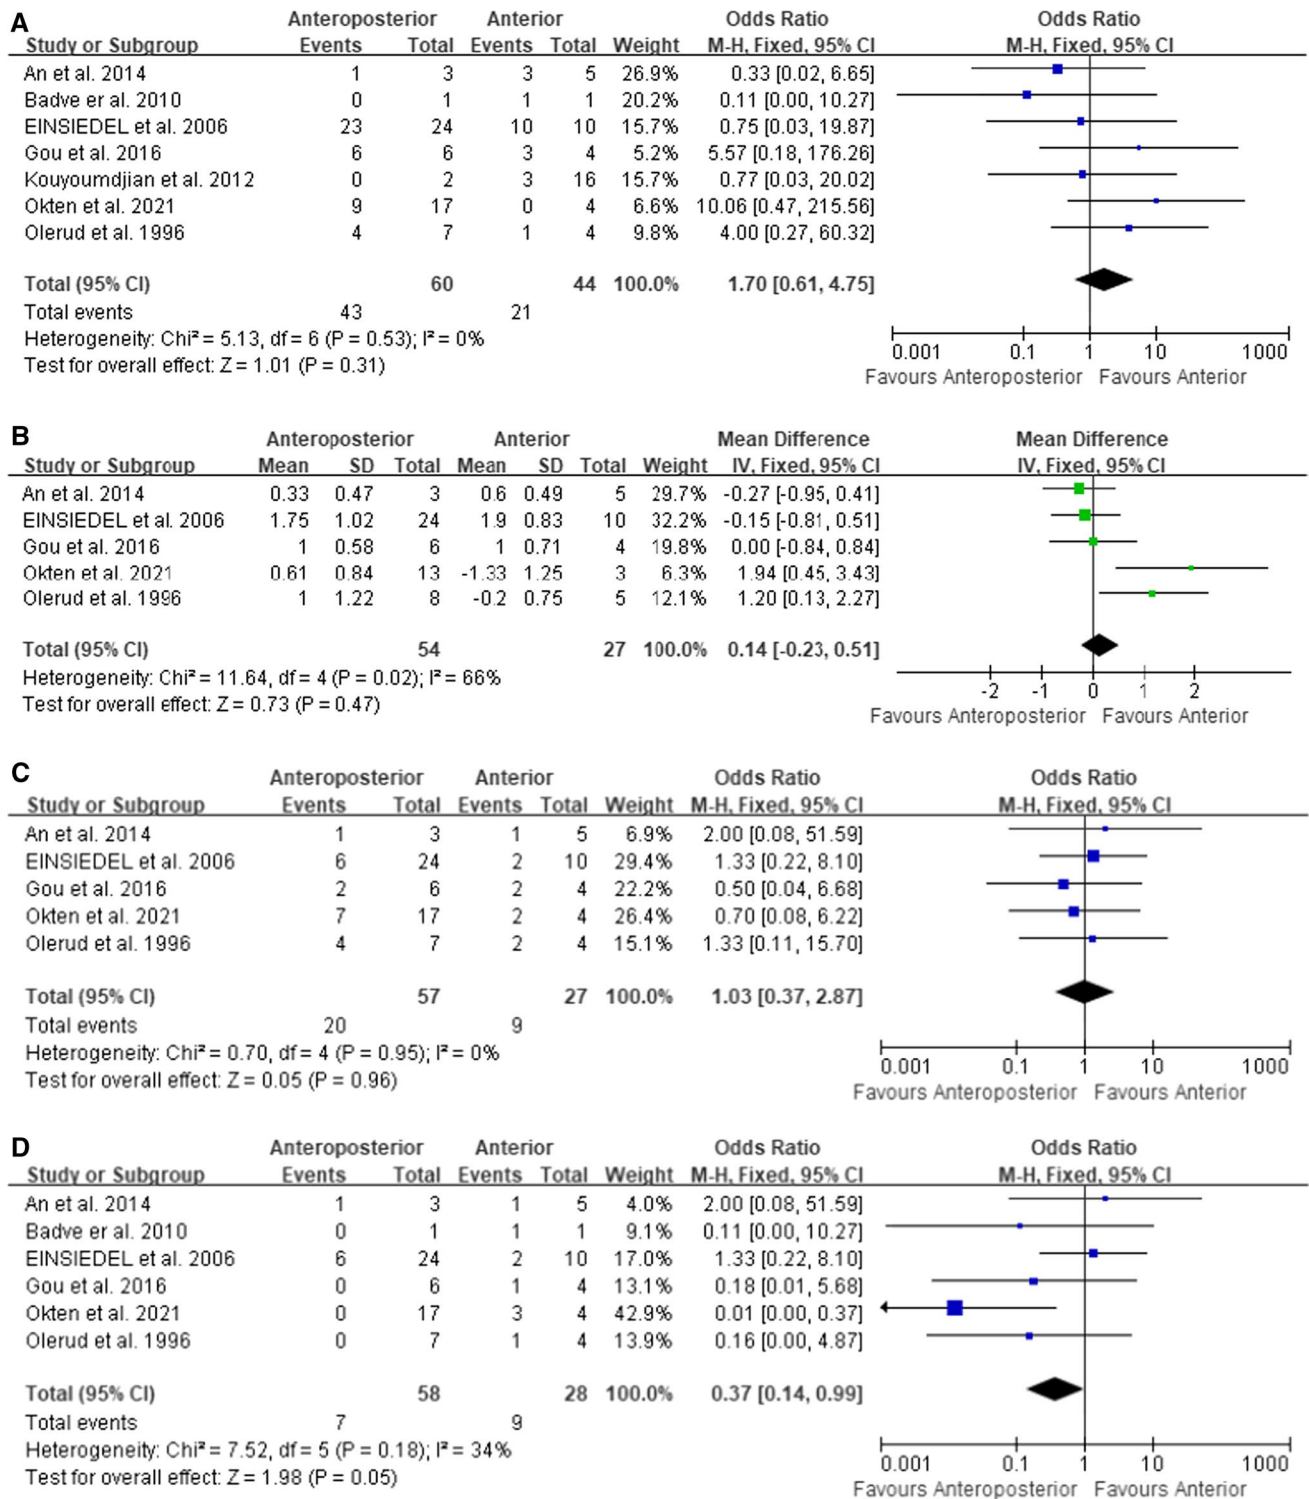 A
Anteroposterior Anterior Odds Ratio Odds Ratio
Study or Subgroup Events Total Events Total Weight M-H, Fixed, 95% CI M-H, Fixed, 95% CI
An et al. 2014 1 3 3 5 26.9% 0.33 [0.02, 6.65]
Badve er al. 2010 0 1 1 1 20.2% 0.11 [0.00, 10.27]
EINSIEDEL et al. 2006 23 24 10 10 15.7% 0.75 [0.03, 19.87]
Gou et al. 2016 6 6 3 4 5.2% 5.57 [0.18, 176.26]
Kouyoumdjian et al. 2012 0 2 3 16 15.7% 0.77 [0.03, 20.02]
Okten et al. 2021 9 17 0 4 6.6% 10.06 [0.47, 215.56]
Olerud et al. 1996 4 7 1 4 9.8% 4.00 [0.27, 60.32]
Total (95% CI) 60 44 100.0% 1.70 [0.61, 4.75]
Total events 43 21
Heterogeneity: Chi² = 5.13, df = 6 (P = 0.53); I² = 0%
Test for overall effect: Z = 1.01 (P = 0.31)
0.001 0.1 1 10 1000
Favours Anteroposterior Favours Anterior
B
Anteroposterior Anterior Mean Difference Mean Difference
Study or Subgroup Mean SD Total Mean SD Total Weight IV, Fixed, 95% CI IV, Fixed, 95% CI
An et al. 2014 0.33 0.47 3 0.6 0.49 5 29.7% -0.27 [-0.95, 0.41]
EINSIEDEL et al. 2006 1.75 1.02 24 1.9 0.83 10 32.2% -0.15 [-0.81, 0.51]
Gou et al. 2016 1 0.58 6 1 0.71 4 19.8% 0.00 [-0.84, 0.84]
Okten et al. 2021 0.61 0.84 13 -1.33 1.25 3 6.3% 1.94 [0.45, 3.43]
Olerud et al. 1996 1 1.22 8 -0.2 0.75 5 12.1% 1.20 [0.13, 2.27]
Total (95% CI) 54 27 100.0% 0.14 [-0.23, 0.51]
Heterogeneity: Chi² = 11.64, df = 4 (P = 0.02); I² = 66%
Test for overall effect: Z = 0.73 (P = 0.47)
-2 -1 0 1 2
Favours Anteroposterior Favours Anterior
C
Anteroposterior Anterior Odds Ratio Odds Ratio
Study or Subgroup Events Total Events Total Weight M-H, Fixed, 95% CI M-H, Fixed, 95% CI
An et al. 2014 1 3 1 5 6.9% 2.00 [0.08, 51.59]
EINSIEDEL et al. 2006 6 24 2 10 29.4% 1.33 [0.22, 8.10]
Gou et al. 2016 2 6 2 4 22.2% 0.50 [0.04, 6.68]
Okten et al. 2021 7 17 2 4 26.4% 0.70 [0.08, 6.22]
Olerud et al. 1996 4 7 2 4 15.1% 1.33 [0.11, 15.70]
Total (95% CI) 57 27 100.0% 1.03 [0.37, 2.87]
Total events 20 9
Heterogeneity: Chi² = 0.70, df = 4 (P = 0.95); I² = 0%
Test for overall effect: Z = 0.05 (P = 0.96)
0.001 0.1 1 10 1000
Favours Anteroposterior Favours Anterior
D
Anteroposterior Anterior Odds Ratio Odds Ratio
Study or Subgroup Events Total Events Total Weight M-H, Fixed, 95% CI M-H, Fixed, 95% CI
An et al. 2014 1 3 1 5 4.0% 2.00 [0.08, 51.59]
Badve er al. 2010 0 1 1 1 9.1% 0.11 [0.00, 10.27]
EINSIEDEL et al. 2006 6 24 2 10 17.0% 1.33 [0.22, 8.10]
Gou et al. 2016 0 6 1 4 13.1% 0.18 [0.01, 5.68]
Okten et al. 2021 0 17 3 4 42.9% 0.01 [0.00, 0.37]
Olerud et al. 1996 0 7 1 4 13.9% 0.16 [0.00, 4.87]
Total (95% CI) 58 28 100.0% 0.37 [0.14, 0.99]
Total events 7 9
Heterogeneity: Chi² = 7.52, df = 5 (P = 0.18); I² = 34%
Test for overall effect: Z = 1.98 (P = 0.05)
0.001 0.1 1 10 1000
Favours Anteroposterior Favours Anterior